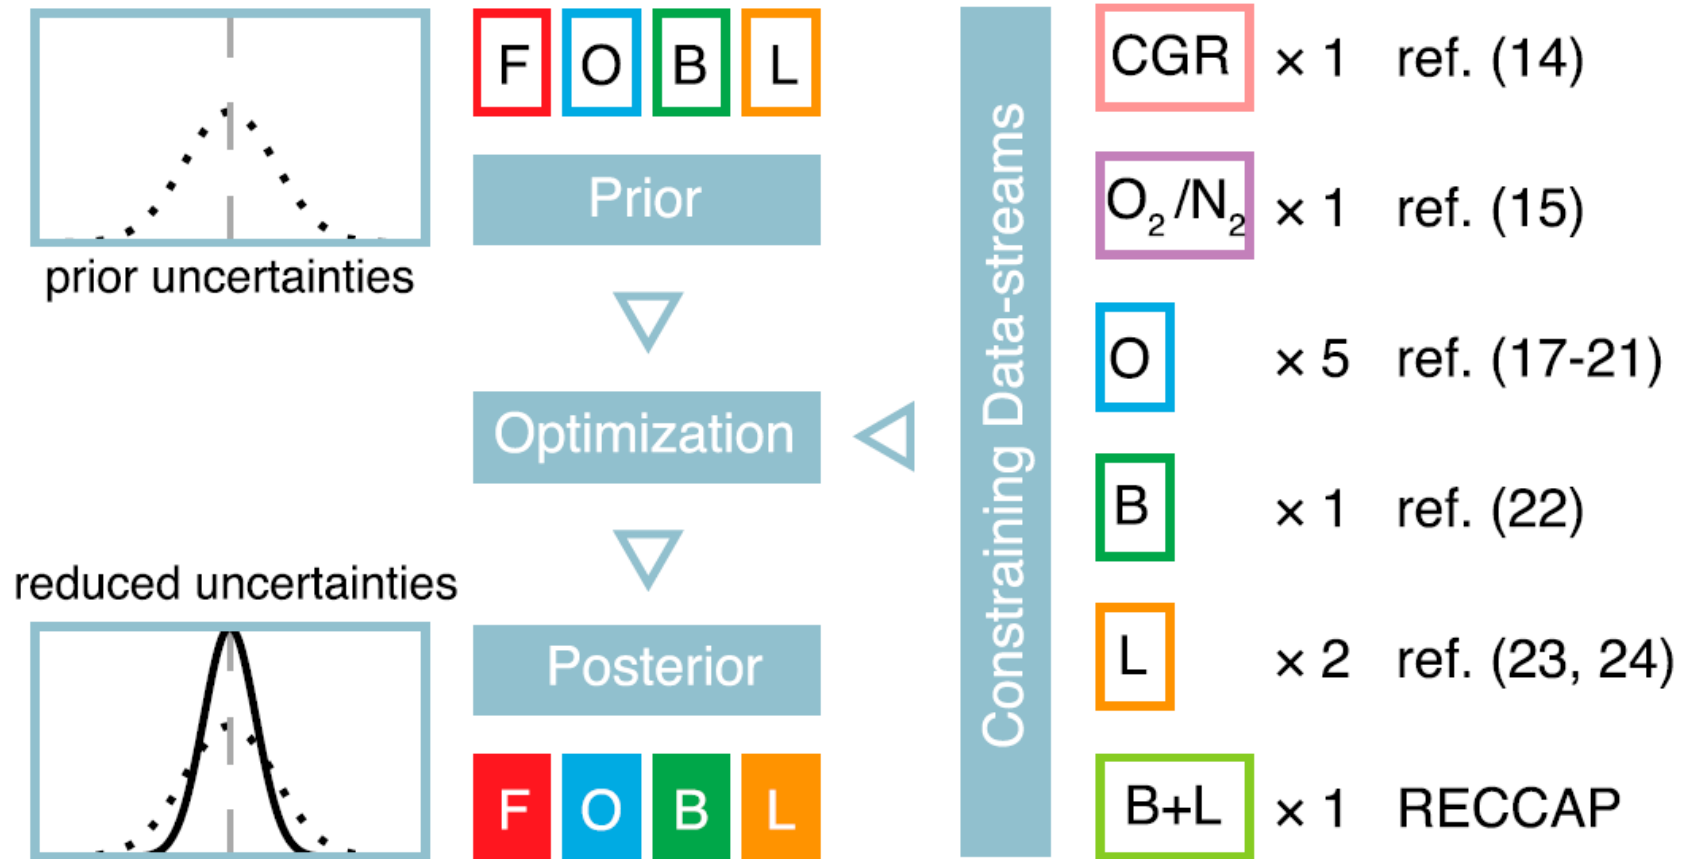 F O B L
Prior
prior uncertainties
Optimization
reduced uncertainties
Posterior
F O B L
Constraining Data-streams
CGR × 1 ref. (14)
O₂/N₂ × 1 ref. (15)
O × 5 ref. (17-21)
B × 1 ref. (22)
L × 2 ref. (23, 24)
B+L × 1 RECCAP